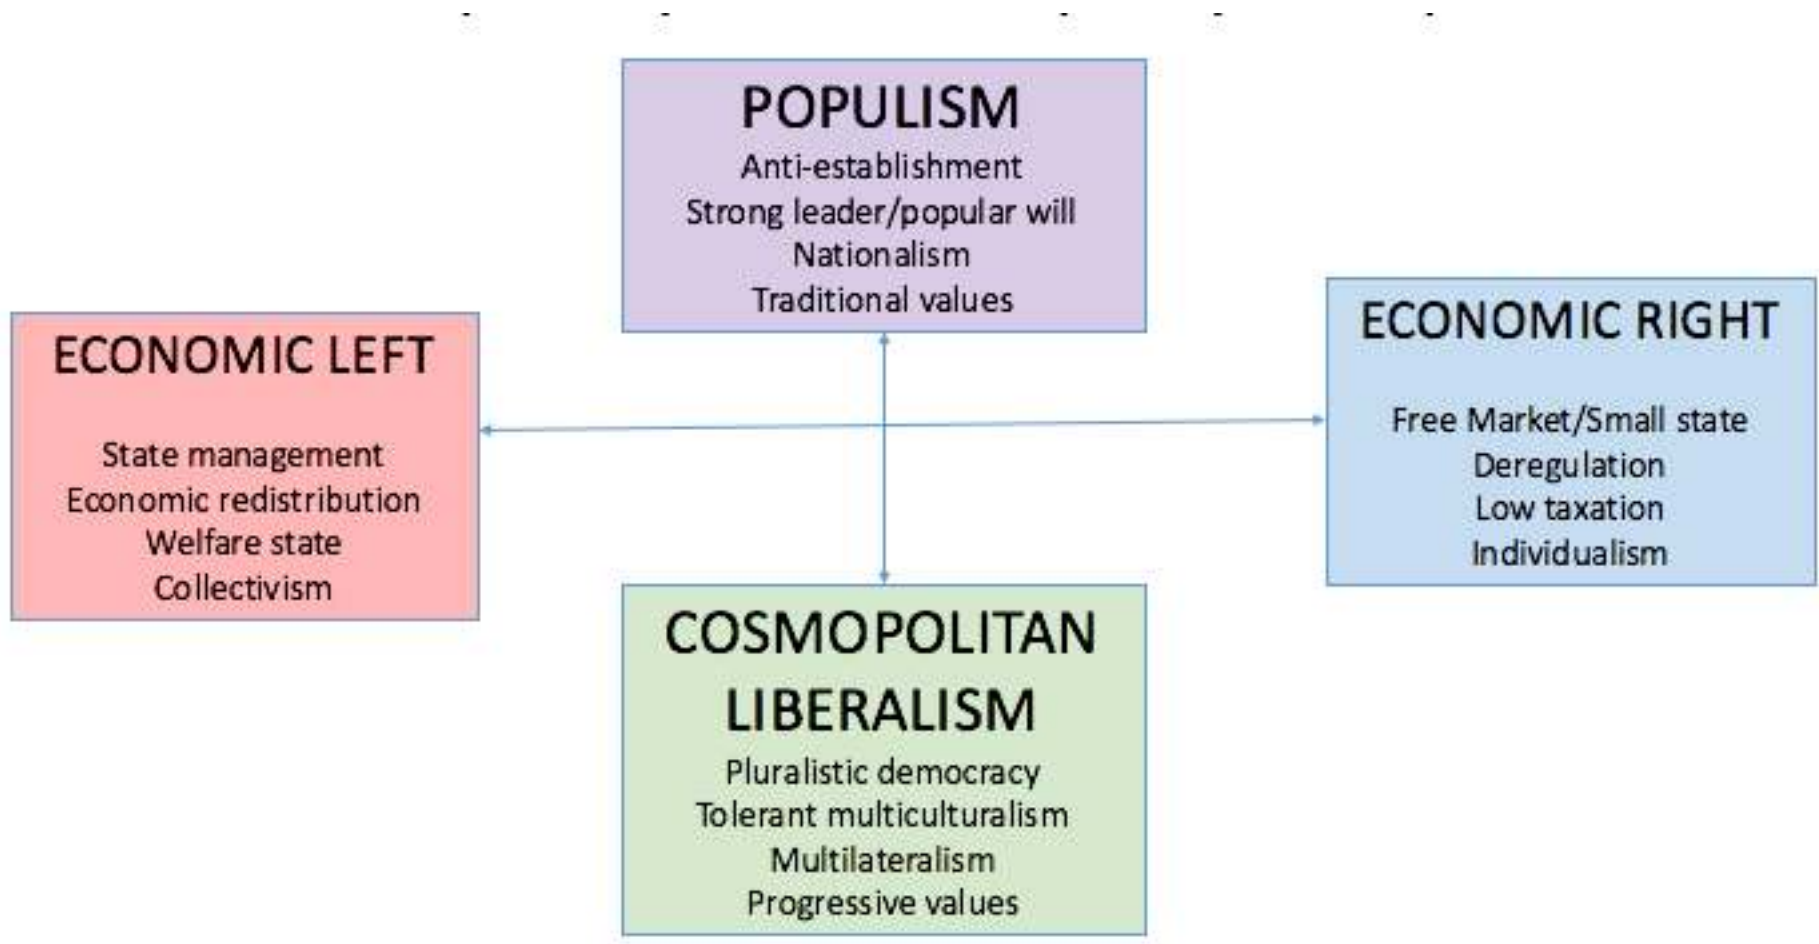 POPULISM
Anti-establishment
Strong leader/popular will
Nationalism
Traditional values
ECONOMIC LEFT
State management
Economic redistribution
Welfare state
Collectivism
ECONOMIC RIGHT
Free Market/Small state
Deregulation
Low taxation
Individualism
COSMOPOLITAN
LIBERALISM
Pluralistic democracy
Tolerant multiculturalism
Multilateralism
Progressive values